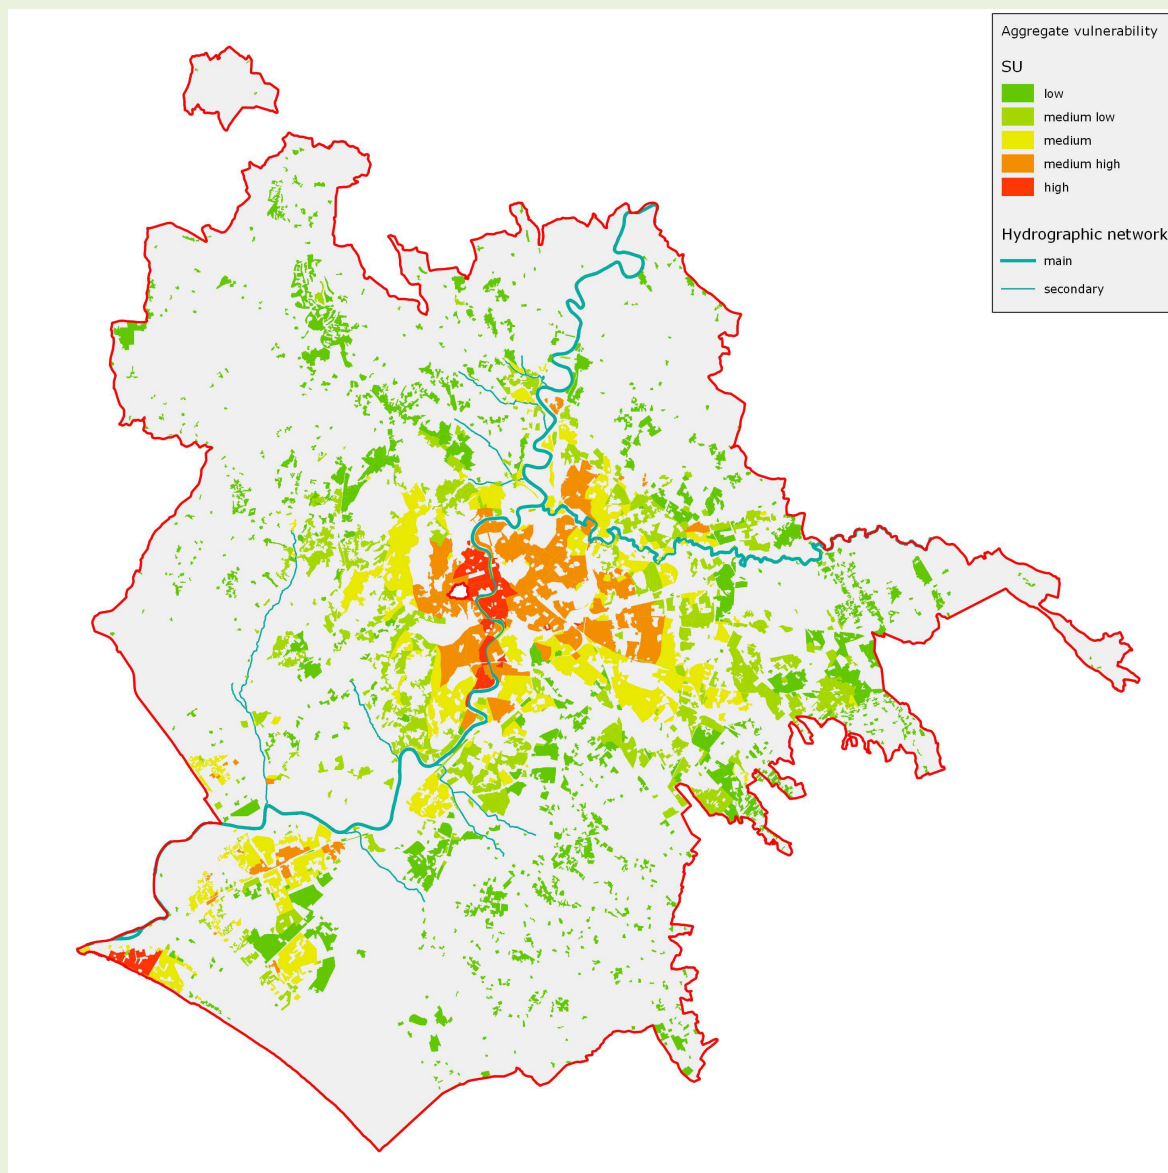 Aggregate vulnerability
SU
low
medium low
medium
medium high
high
Hydrographic network
main
secondary